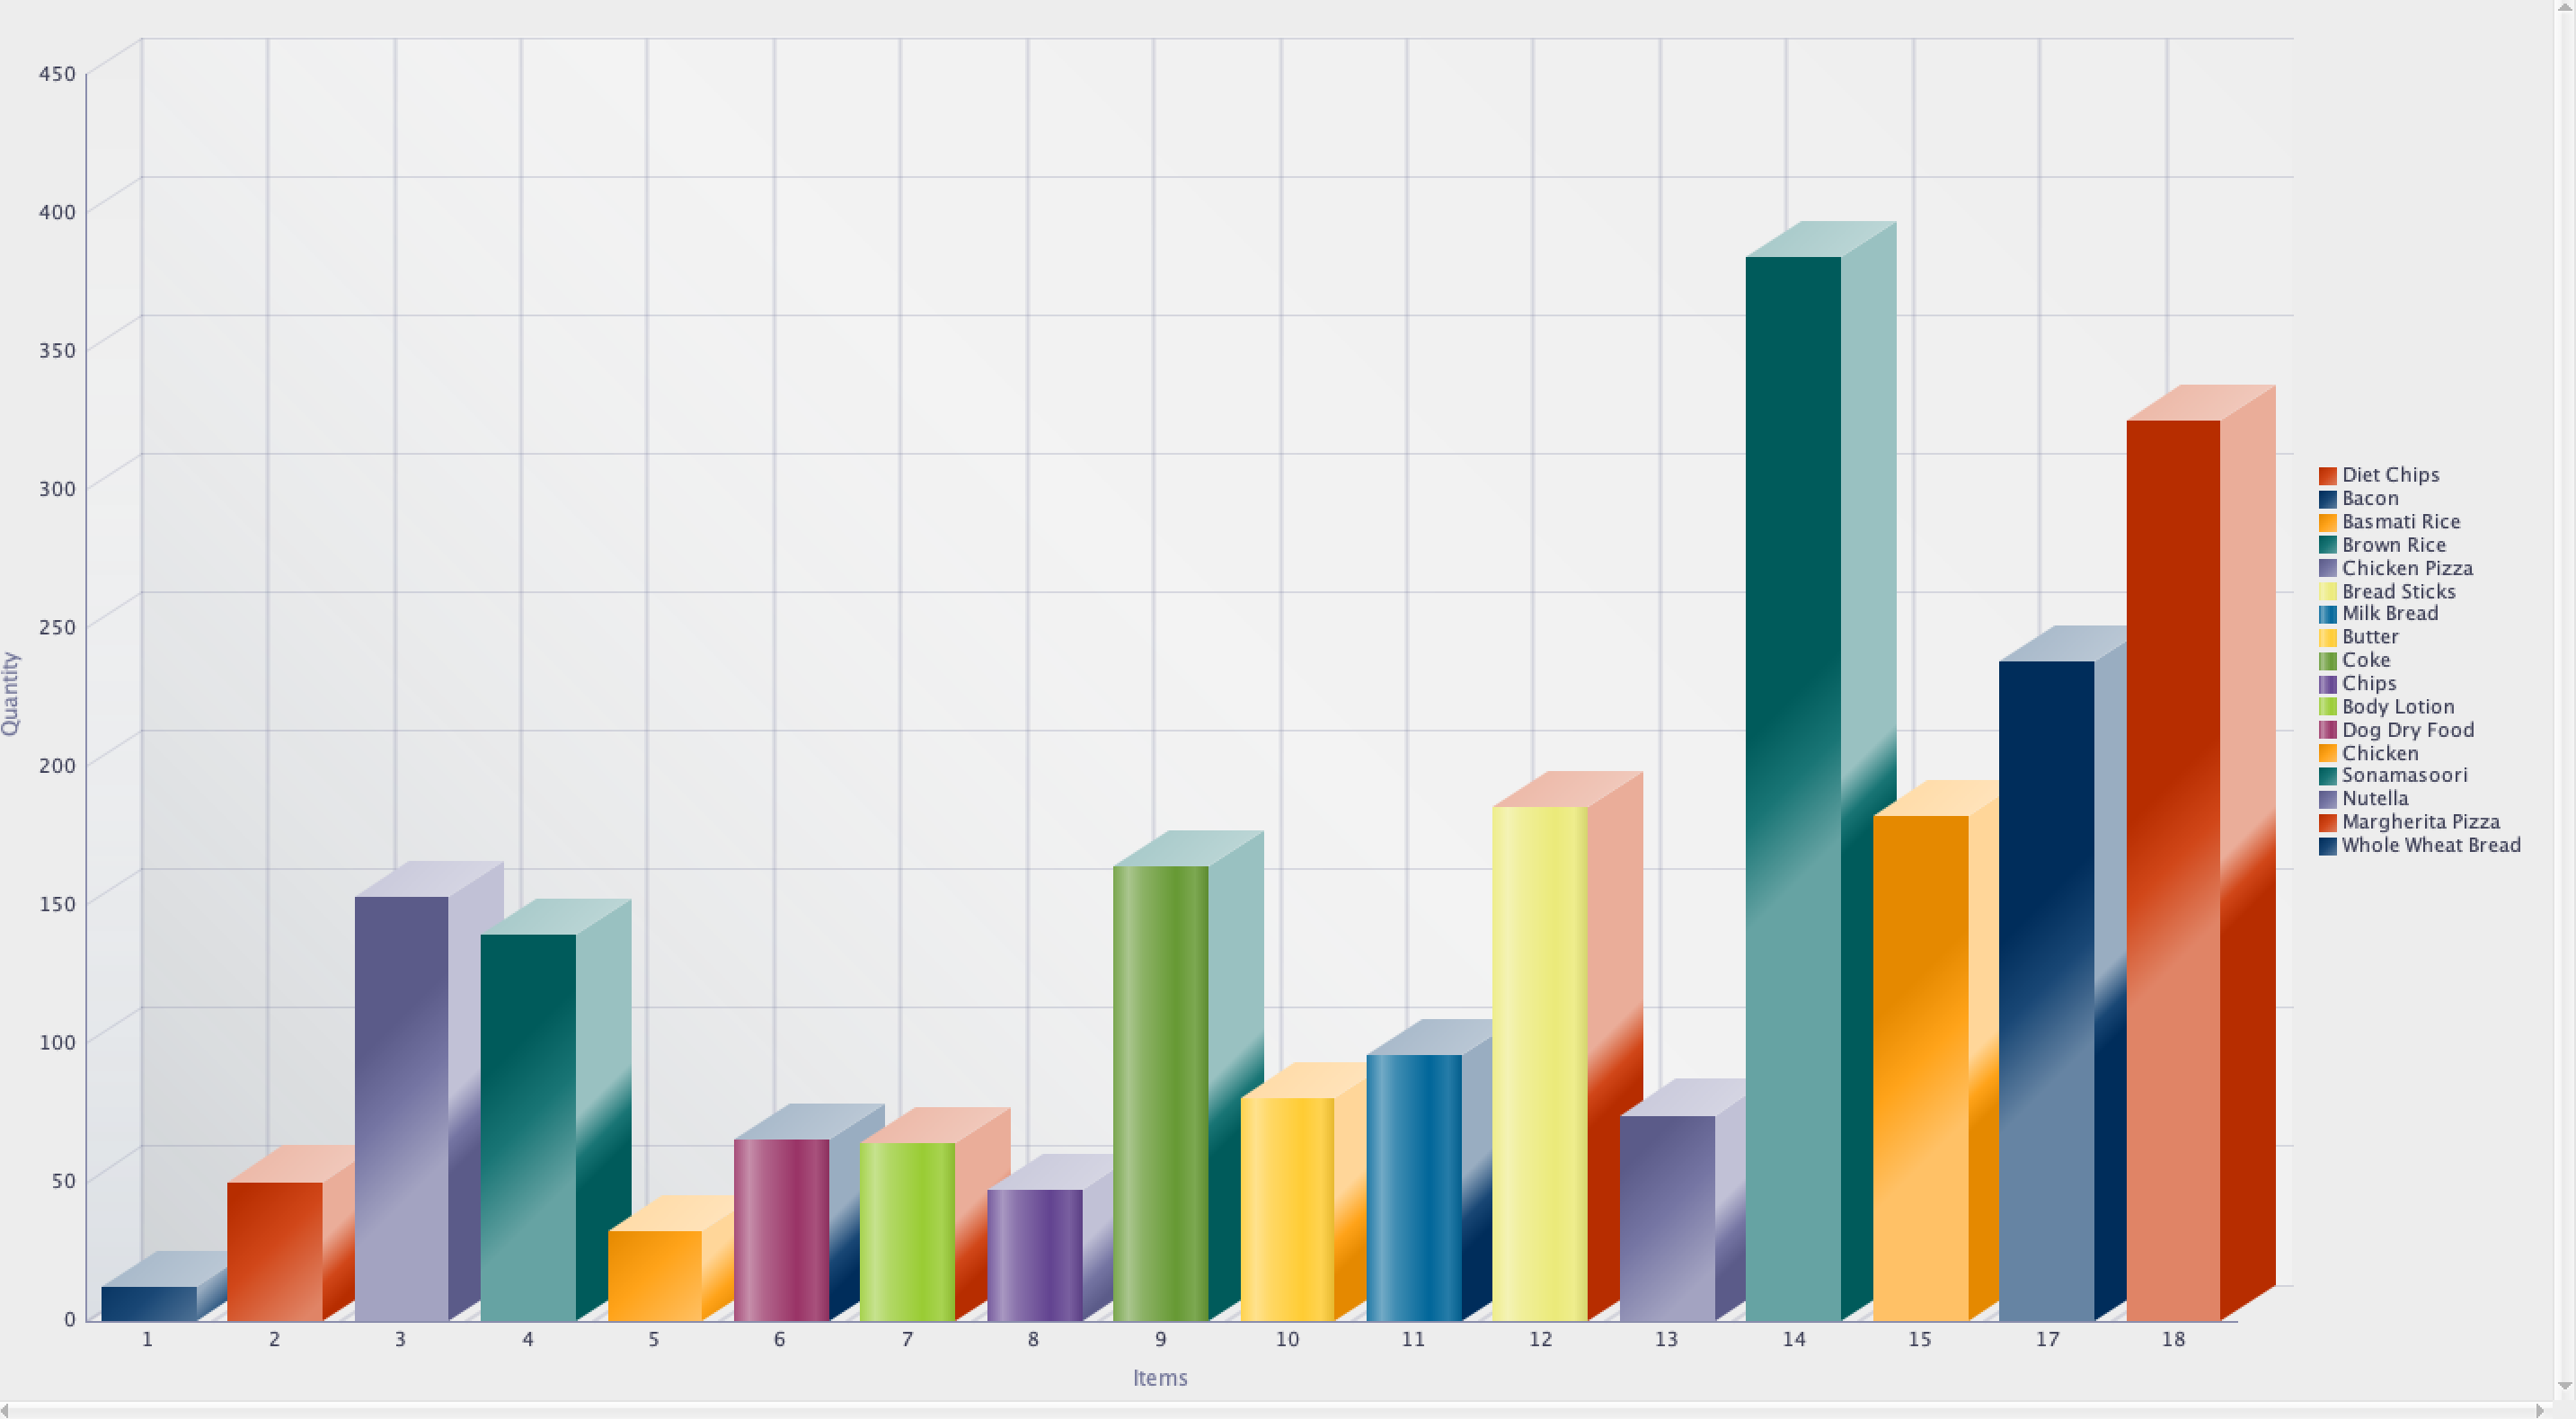 450
400
350
300
250
200
150
100
50
0
Quantity
1 2 3 4 5 6 7 8 9 10 11 12 13 14 15 17 18
Items
Diet Chips
Bacon
Basmati Rice
Brown Rice
Chicken Pizza
Bread Sticks
Milk Bread
Butter
Coke
Chips
Body Lotion
Dog Dry Food
Chicken
Sonamasoori
Nutella
Margherita Pizza
Whole Wheat Bread